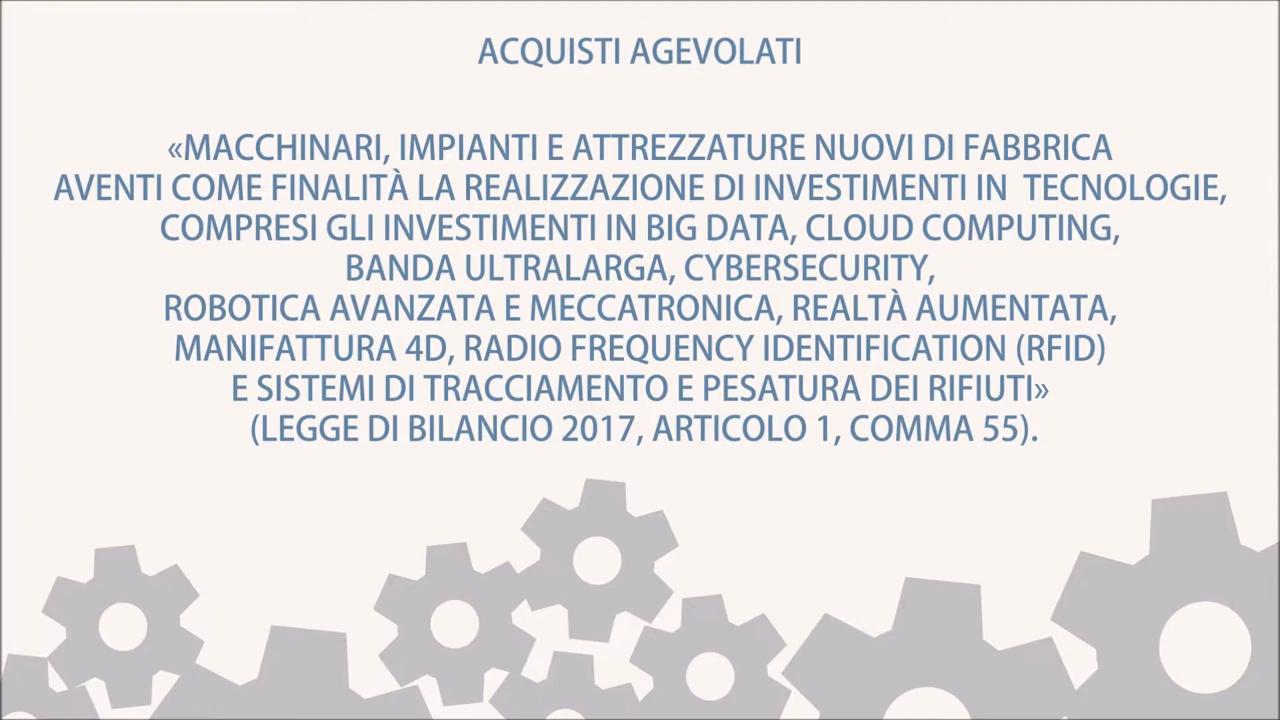 ACQUISTI AGEVOLATI
«MACCHINARI, IMPIANTI E ATTREZZATURE NUOVI DI FABBRICA
AVENTI COME FINALITÀ LA REALIZZAZIONE DI INVESTIMENTI IN TECNOLOGIE,
COMPRESI GLI INVESTIMENTI IN BIG DATA, CLOUD COMPUTING,
BANDA ULTRALARGA, CYBERSECURITY,
ROBOTICA AVANZATA E MECCATRONICA, REALTÀ AUMENTATA,
MANIFATTURA 4D, RADIO FREQUENCY IDENTIFICATION (RFID)
E SISTEMI DI TRACCIAMENTO E PESATURA DEI RIFIUTI»
(LEGGE DI BILANCIO 2017, ARTICOLO 1, COMMA 55).